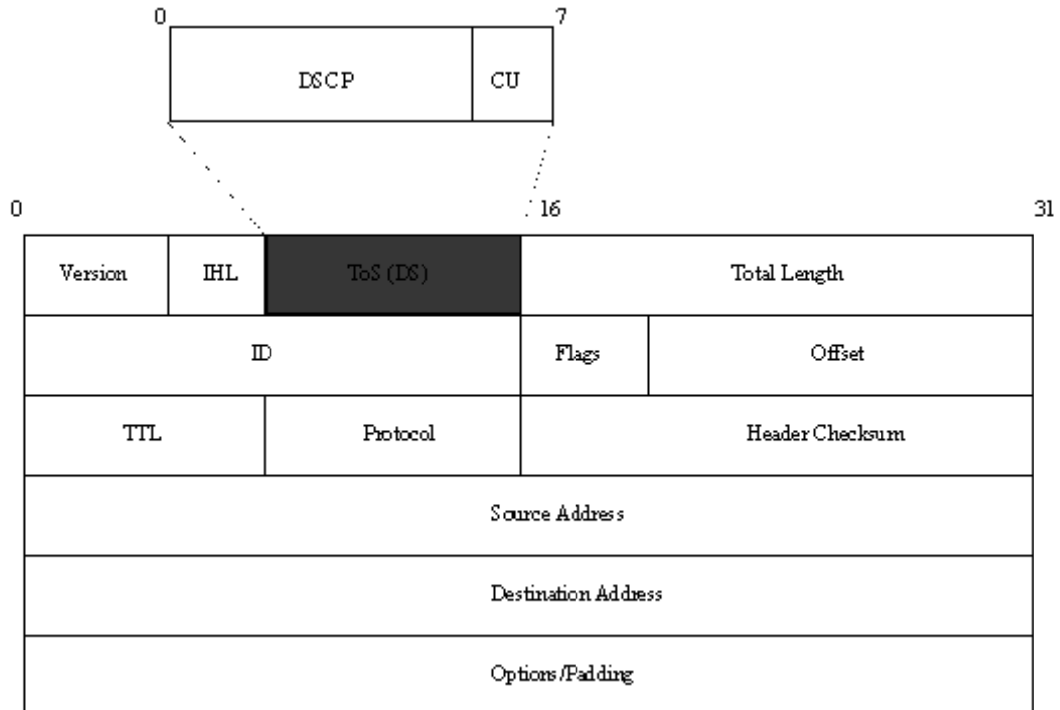 0 7
DSCP CU
0 16 31
Version IHL ToS (DS) Total Length
ID Flags Offset
TTL Protocol Header Checksum
Source Address
Destination Address
Options/Padding